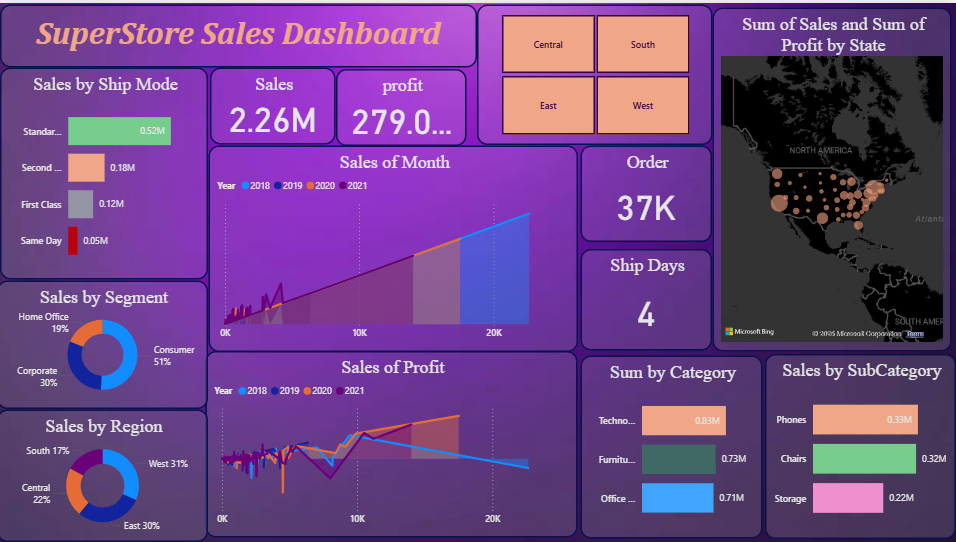 SuperStore Sales Dashboard
Central
South
East
West
Sum of Sales and Sum of
Profit by State
NORTH AMERICA
Atlanti
SOUTH AMER
Microsoft Bing
© 2025 Microsoft Corporation Terms
Sales by Ship Mode
Standar...
0.52M
Second ...
0.18M
First Class
0.12M
Same Day
0.05M
Sales
2.26M
profit
279.0...
Sales of Month
Year 2018 2019 2020 2021
0K 10K 20K
Order
37K
Ship Days
4
Sales by Segment
Home Office
19%
Consumer
51%
Corporate
30%
Sales of Profit
Year 2018 2019 2020 2021
0K 10K 20K
Sales by Region
South 17%
West 31%
Central
22%
East 30%
Sum by Category
Techno...
0.83M
Furnitu...
0.73M
Office ...
0.71M
Sales by SubCategory
Phones
0.33M
Chairs
0.32M
Storage
0.22M